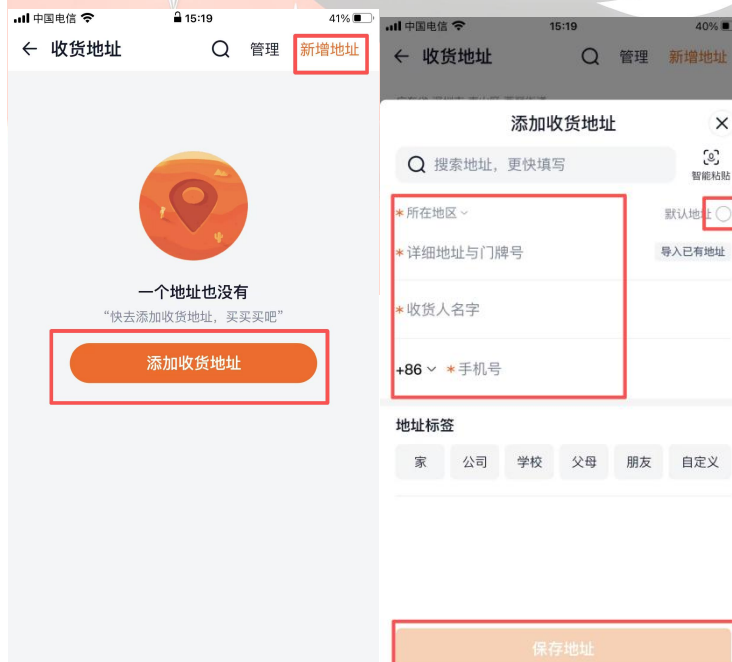 中国电信
15:19
41%
收货地址
管理
新增地址
一个地址也没有
“快去添加收货地址，买买买吧”
添加收货地址
中国电信
15:19
40%
收货地址
管理
新增地址
添加收货地址
搜索地址，更快填写
智能粘贴
*所在地区
默认地址
*详细地址与门牌号
导入已有地址
*收货人名字
+86 *手机号
地址标签
家 公司 学校 父母 朋友 自定义
保存地址